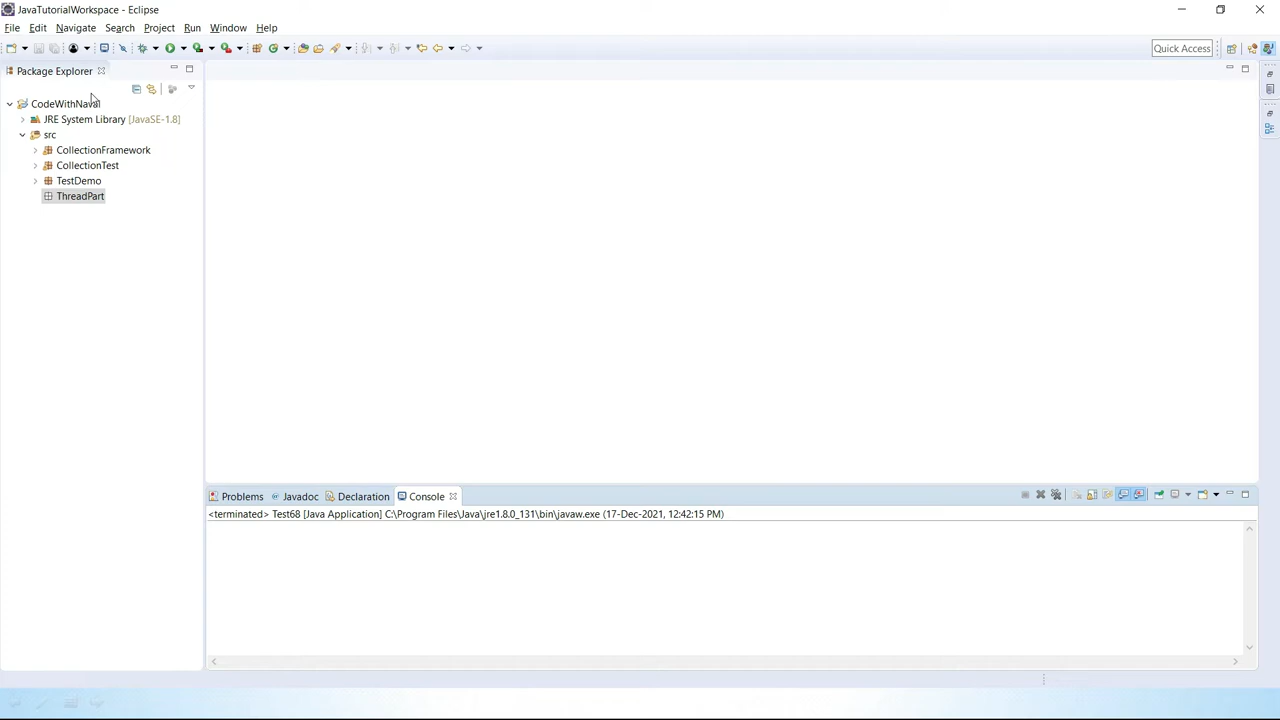 JavaTutorialWorkspace - Eclipse
File Edit Navigate Search Project Run Window Help
Quick Access
Package Explorer
CodeWithNaval
JRE System Library [JavaSE-1.8]
src
CollectionFramework
CollectionTest
TestDemo
ThreadPart
Problems Javadoc Declaration Console
<terminated> Test68 [Java Application] C:\Program Files\Java\jre1.8.0_131\bin\javaw.exe (17-Dec-2021, 12:42:15 PM)